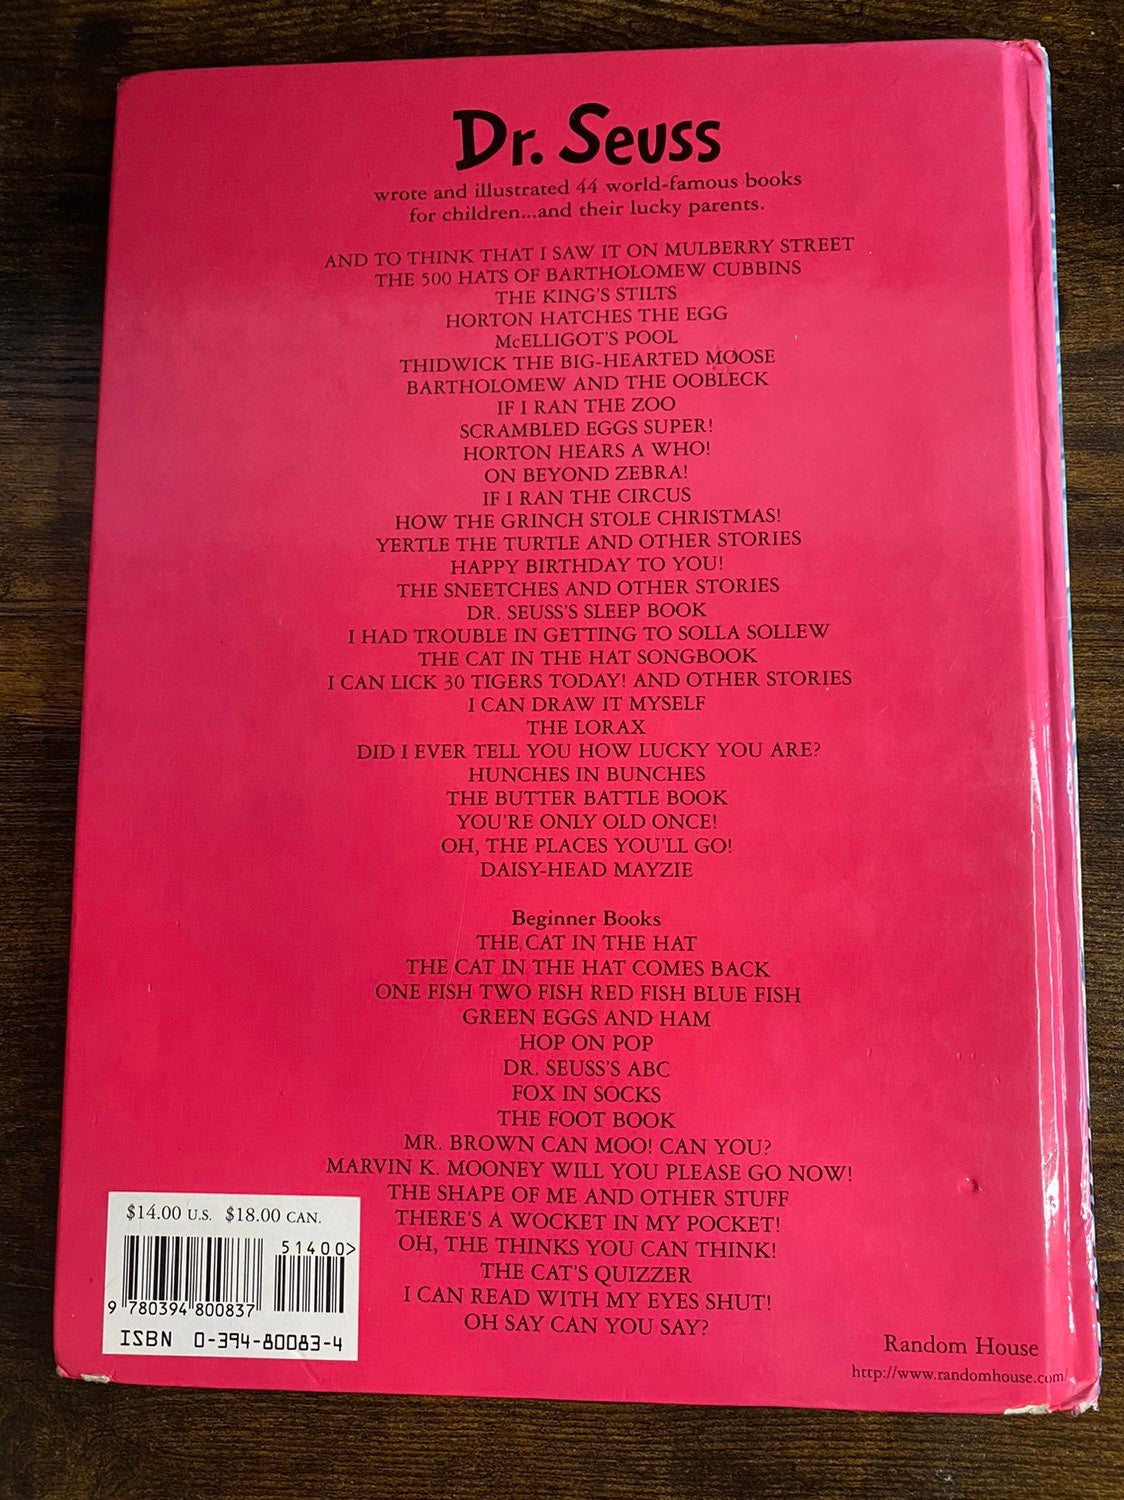 Dr. Seuss
wrote and illustrated 44 world-famous books
for children...and their lucky parents.
AND TO THINK THAT I SAW IT ON MULBERRY STREET
THE 500 HATS OF BARTHOLOMEW CUBBINS
THE KING'S STILTS
HORTON HATCHES THE EGG
McELLIGOT'S POOL
THIDWICK THE BIG-HEARTED MOOSE
BARTHOLOMEW AND THE OOBLECK
IF I RAN THE ZOO
SCRAMBLED EGGS SUPER!
HORTON HEARS A WHO!
ON BEYOND ZEBRA!
IF I RAN THE CIRCUS
HOW THE GRINCH STOLE CHRISTMAS!
YERTLE THE TURTLE AND OTHER STORIES
HAPPY BIRTHDAY TO YOU!
THE SNEETCHES AND OTHER STORIES
DR. SEUSS'S SLEEP BOOK
I HAD TROUBLE IN GETTING TO SOLLA SOLLEW
THE CAT IN THE HAT SONGBOOK
I CAN LICK 30 TIGERS TODAY! AND OTHER STORIES
I CAN DRAW IT MYSELF
THE LORAX
DID I EVER TELL YOU HOW LUCKY YOU ARE?
HUNCHES IN BUNCHES
THE BUTTER BATTLE BOOK
YOU'RE ONLY OLD ONCE!
OH, THE PLACES YOU'LL GO!
DAISY-HEAD MAYZIE
Beginner Books
THE CAT IN THE HAT
THE CAT IN THE HAT COMES BACK
ONE FISH TWO FISH RED FISH BLUE FISH
GREEN EGGS AND HAM
HOP ON POP
DR. SEUSS'S ABC
FOX IN SOCKS
THE FOOT BOOK
MR. BROWN CAN MOO! CAN YOU?
MARVIN K. MOONEY WILL YOU PLEASE GO NOW!
THE SHAPE OF ME AND OTHER STUFF
THERE'S A WOCKET IN MY POCKET!
OH, THE THINKS YOU CAN THINK!
THE CAT'S QUIZZER
I CAN READ WITH MY EYES SHUT!
OH SAY CAN YOU SAY?
$14.00 U.S. $18.00 CAN.
51400>
9 780394 800837
ISBN 0-394-80083-4
Random House
http://www.randomhouse.com/